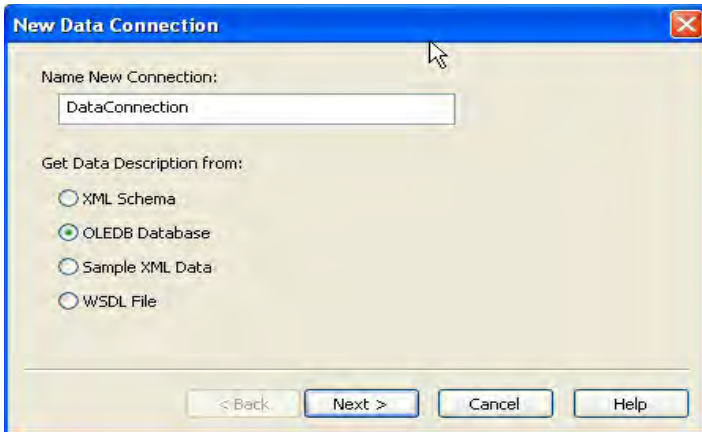 New Data Connection
Name New Connection:
DataConnection
Get Data Description from:
XML Schema
OLEDB Database
Sample XML Data
WSDL File
< Back Next > Cancel Help